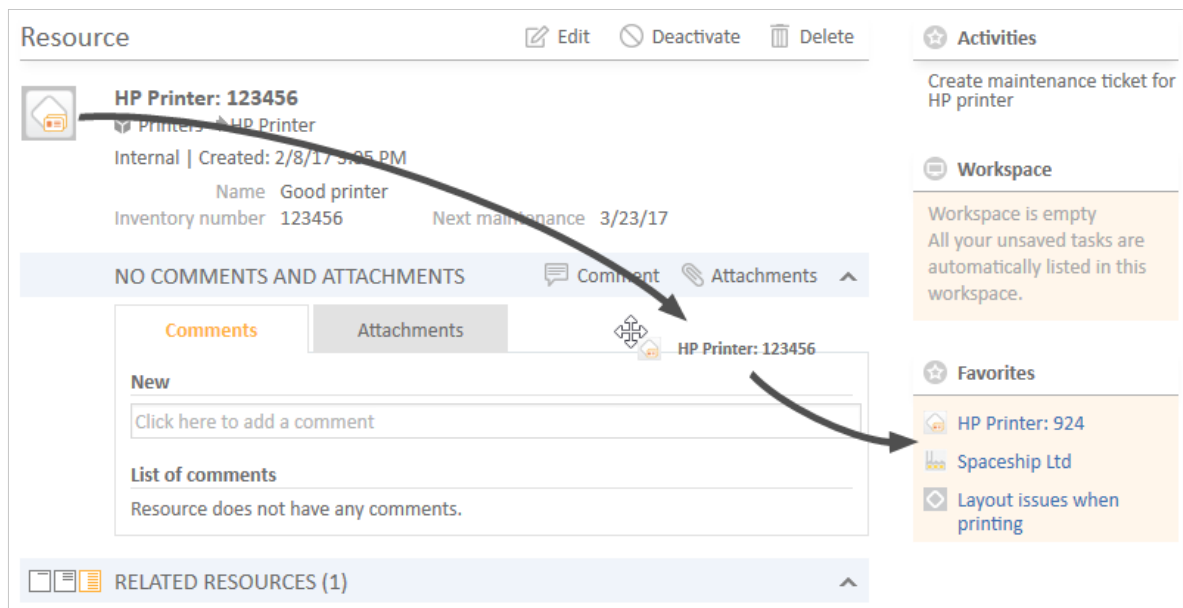 Resource
Edit
Deactivate
Delete
HP Printer: 123456
Printers HP Printer
Internal | Created: 2/8/17 3:05 PM
Name Good printer
Inventory number 123456 Next maintenance 3/23/17
NO COMMENTS AND ATTACHMENTS
Comment
Attachments
Comments
Attachments
HP Printer: 123456
New
Click here to add a comment
List of comments
Resource does not have any comments.
RELATED RESOURCES (1)
Activities
Create maintenance ticket for
HP printer
Workspace
Workspace is empty
All your unsaved tasks are
automatically listed in this
workspace.
Favorites
HP Printer: 924
Spaceship Ltd
Layout issues when
printing